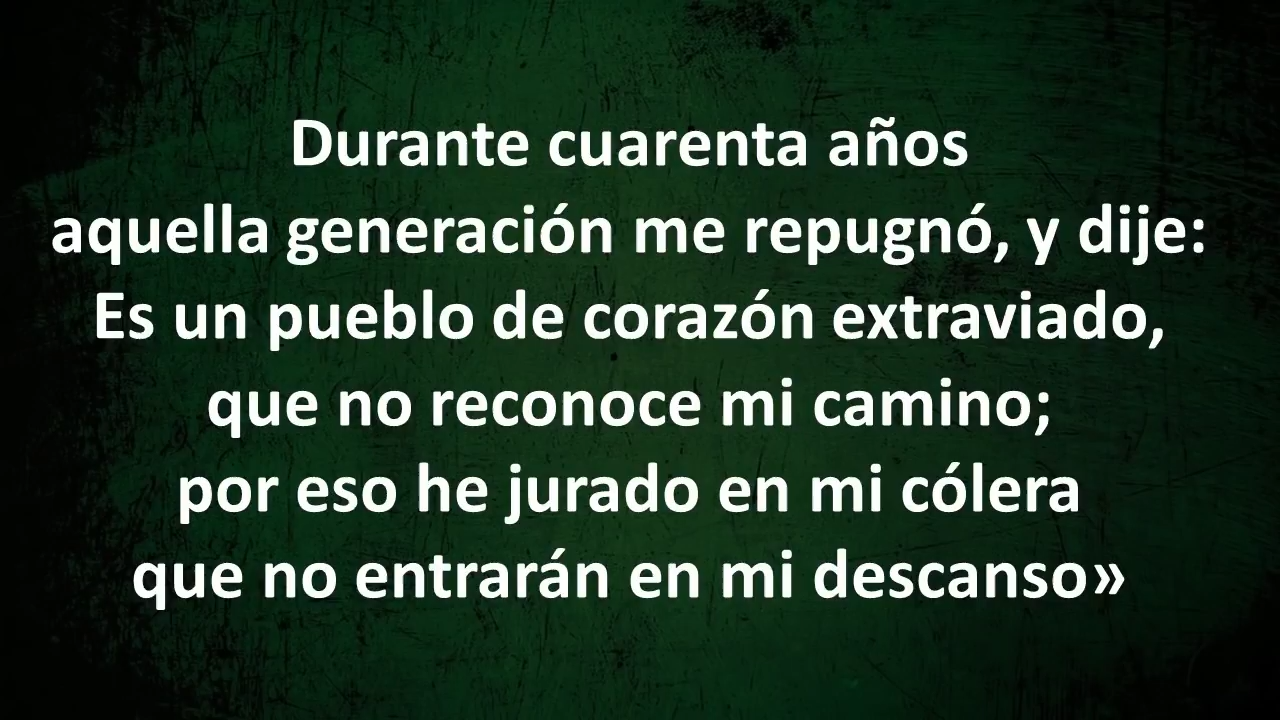 Durante cuarenta años
aquella generación me repugnó, y dije:
Es un pueblo de corazón extraviado,
que no reconoce mi camino;
por eso he jurado en mi cólera
que no entrarán en mi descanso»